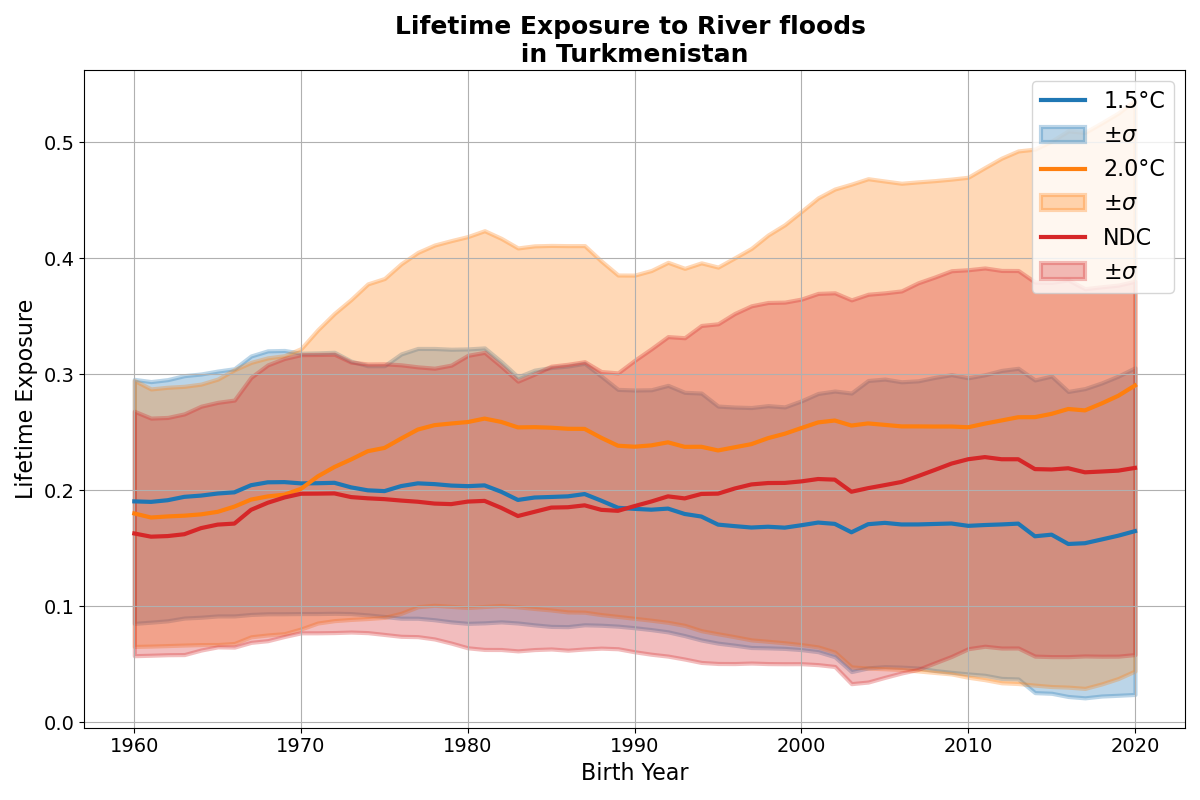 Lifetime Exposure to River floods
in Turkmenistan
1.5°C
±σ
2.0°C
±σ
NDC
±σ
Lifetime Exposure
0.5
0.4
0.3
0.2
0.1
0.0
1960 1970 1980 1990 2000 2010 2020
Birth Year